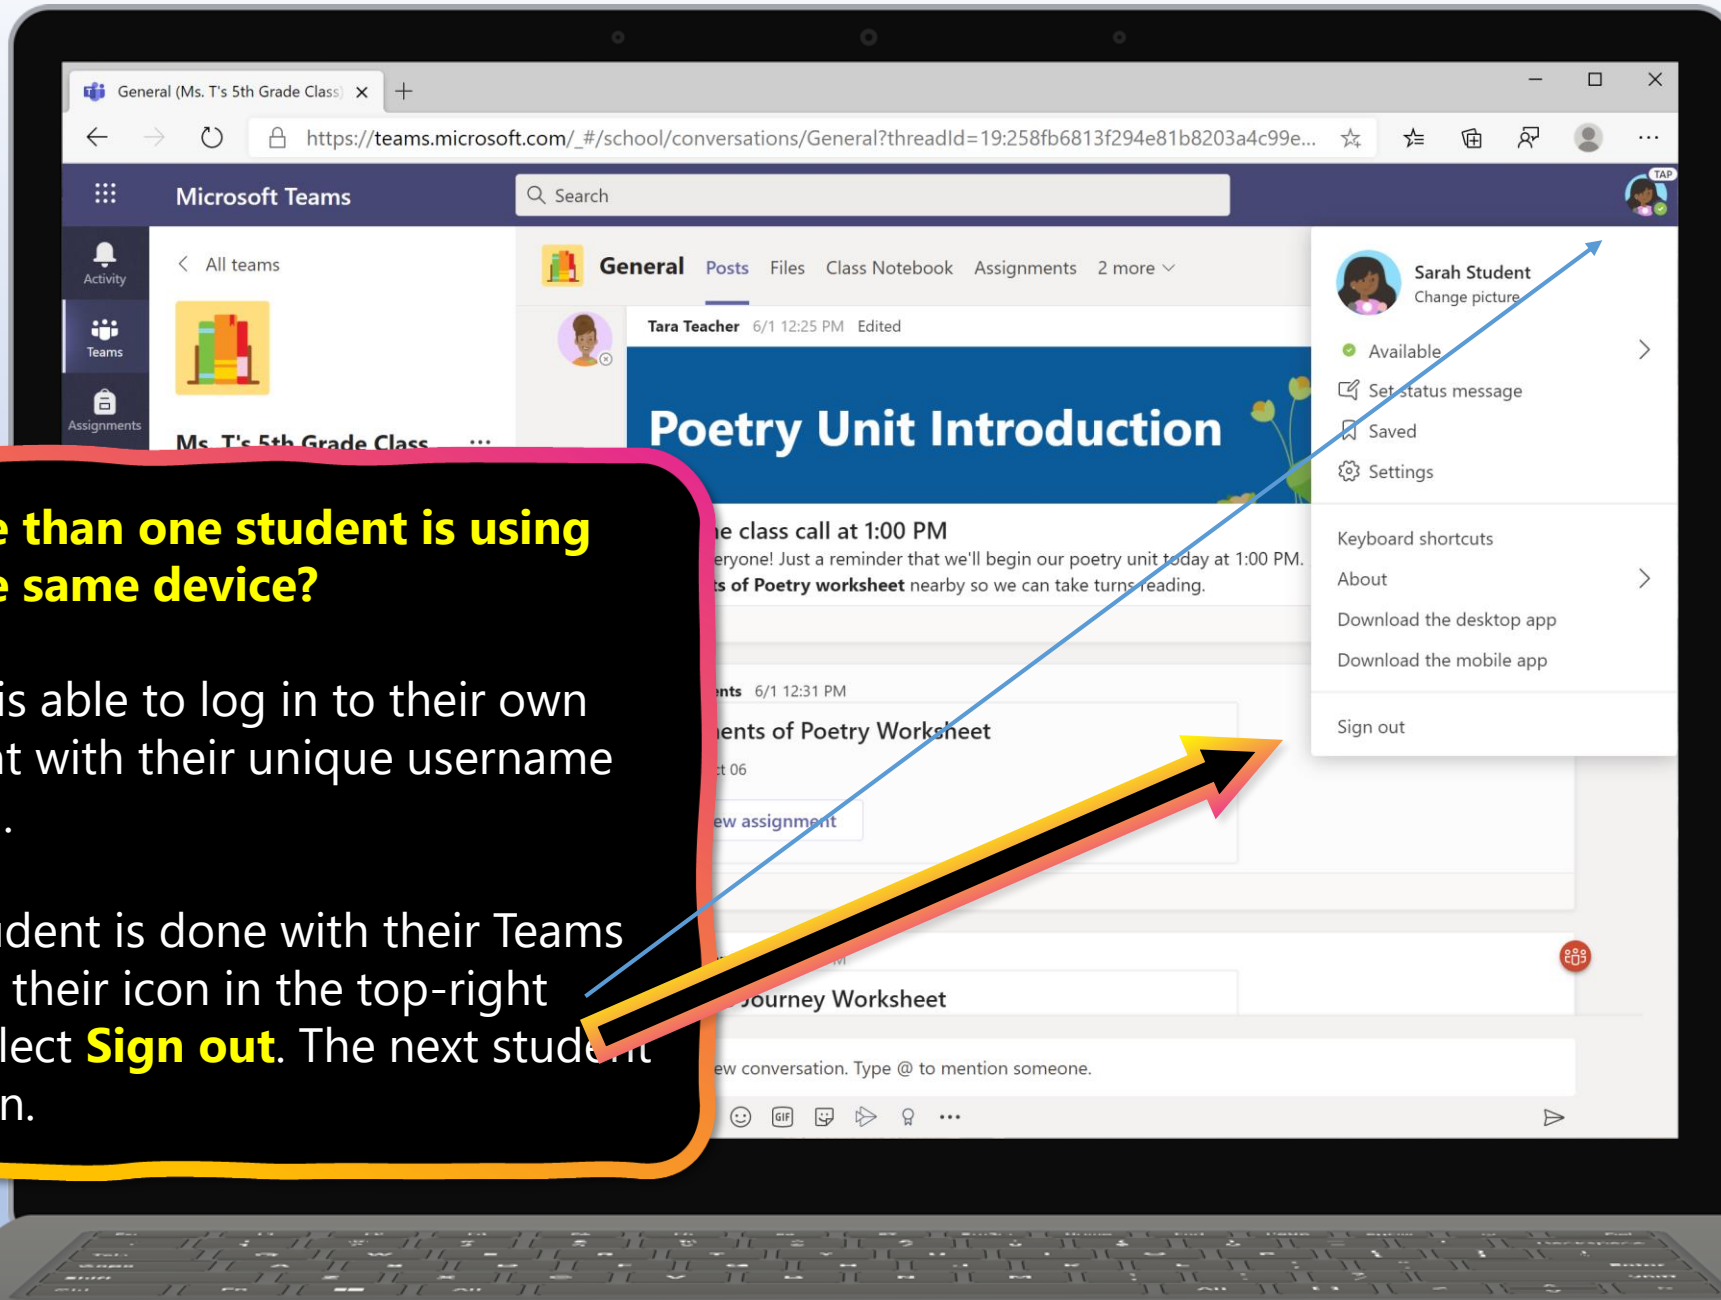 General (Ms. T's 5th Grade Class)
https://teams.microsoft.com/_#/school/conversations/General?threadId=19:258fb6813f294e81b8203a4c99e...
Microsoft Teams
Search
TAP
Activity
Teams
Assignments
All teams
Ms. T's 5th Grade Class
General Posts Files Class Notebook Assignments 2 more
Tara Teacher 6/1 12:25 PM Edited
Poetry Unit Introduction
class call at 1:00 PM
Just a reminder that we'll begin our poetry unit today at 1:00 PM.
of Poetry worksheet nearby so we can take turns reading.
6/1 12:31 PM
of Poetry Worksheet
06
assignment
Journey Worksheet
conversation. Type @ to mention someone.
GIF
Sarah Student
Change picture
Available
Set status message
Saved
Settings
Keyboard shortcuts
About
Download the desktop app
Download the mobile app
Sign out
than one student is using
same device?
is able to log in to their own
with their unique username
.
is done with their Teams
their icon in the top-right
Sign out. The next student